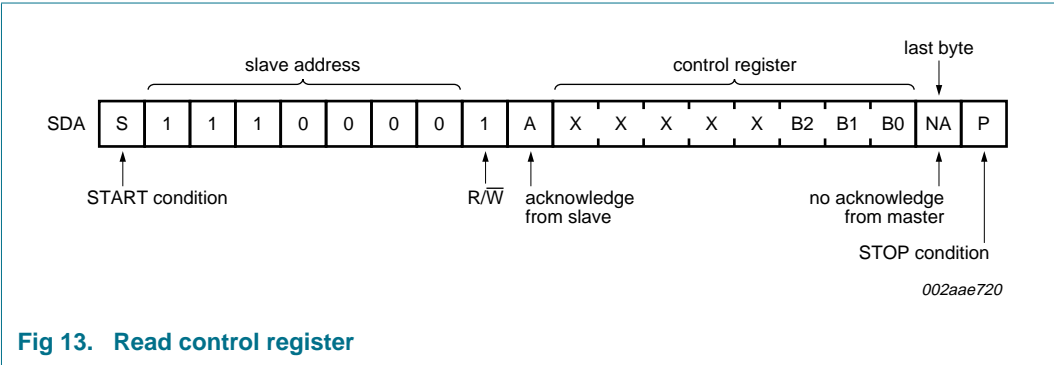 last byte
slave address
control register
SDA S 1 1 1 0 0 0 0 1 A X X X X X B2 B1 B0 NA P
START condition
R/W̅
acknowledge
from slave
no acknowledge
from master
STOP condition
002aae720
Fig 13. Read control register